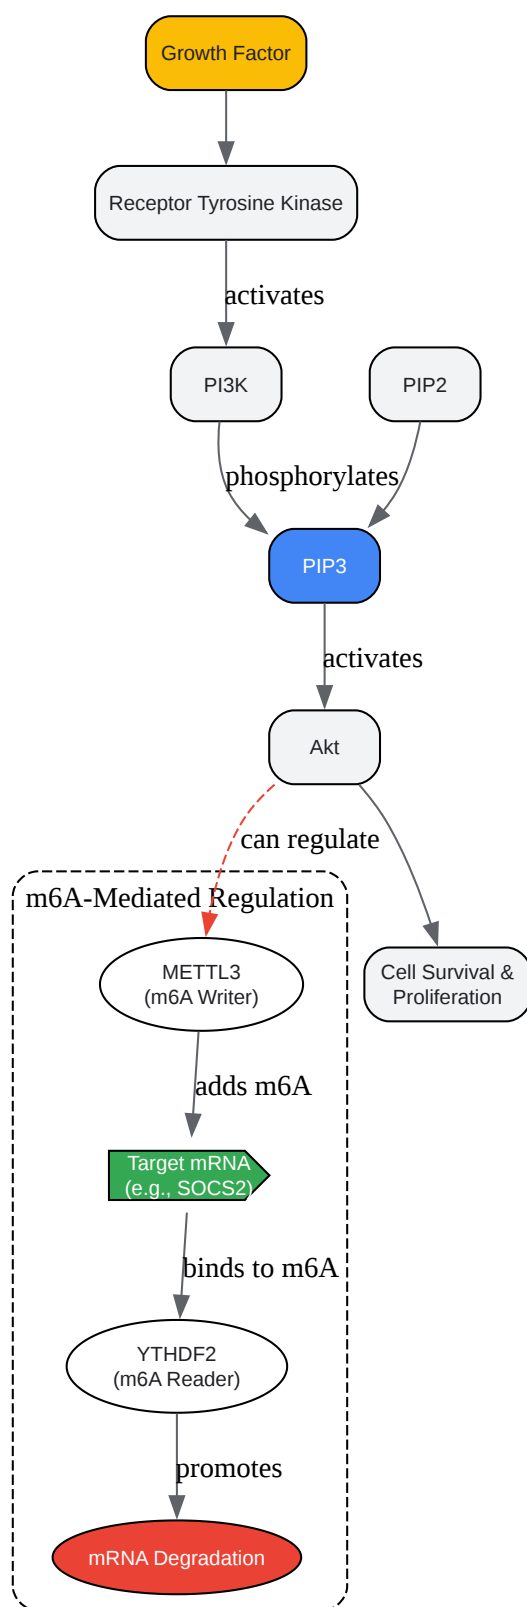 Growth Factor
Receptor Tyrosine Kinase
activates
PI3K
PIP2
phosphorylates
PIP3
activates
Akt
can regulate
m6A-Mediated Regulation
METTL3
(m6A Writer)
Cell Survival &
Proliferation
adds m6A
Target mRNA
(e.g., SOCS2)
binds to m6A
YTHDF2
(m6A Reader)
promotes
mRNA Degradation